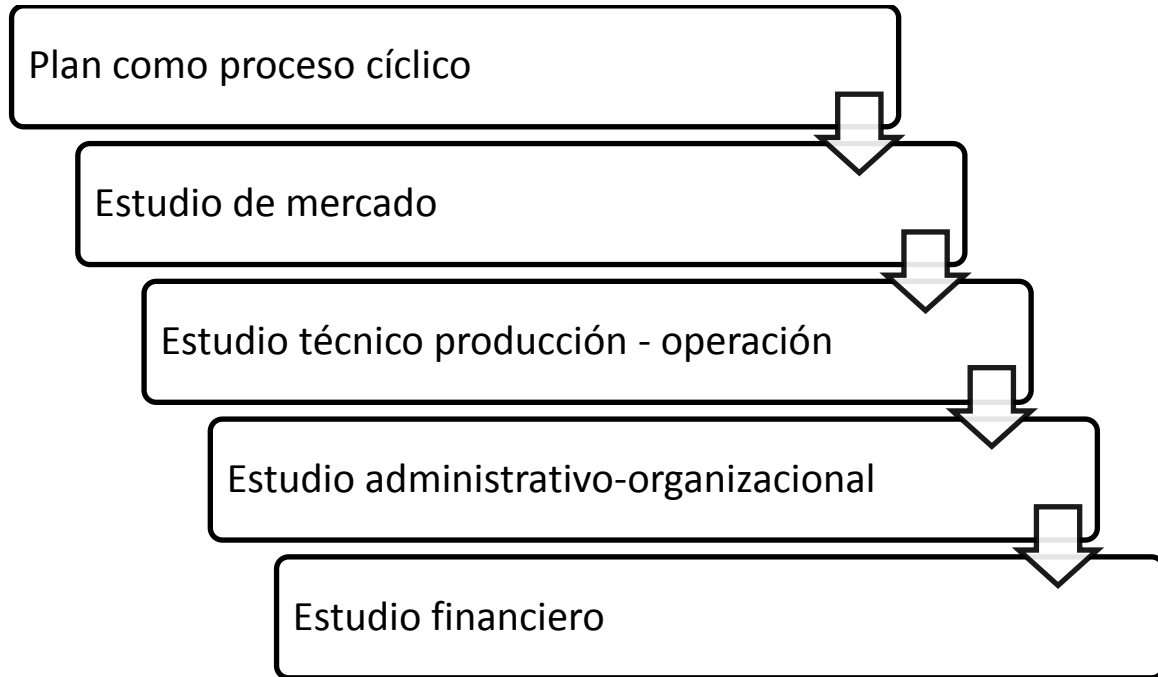 Plan como proceso cíclico
Estudio de mercado
Estudio técnico producción - operación
Estudio administrativo-organizacional
Estudio financiero